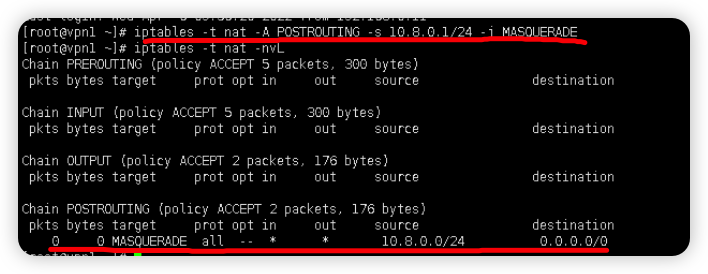 [root@vpn1 ~]# iptables -t nat -A POSTROUTING -s 10.8.0.1/24 -j MASQUERADE
[root@vpn1 ~]# iptables -t nat -nvL
Chain PREROUTING (policy ACCEPT 5 packets, 300 bytes)
pkts bytes target prot opt in out source destination
Chain INPUT (policy ACCEPT 5 packets, 300 bytes)
pkts bytes target prot opt in out source destination
Chain OUTPUT (policy ACCEPT 2 packets, 176 bytes)
pkts bytes target prot opt in out source destination
Chain POSTROUTING (policy ACCEPT 2 packets, 176 bytes)
pkts bytes target prot opt in out source destination
0 0 MASQUERADE all -- * * 10.8.0.0/24 0.0.0.0/0
[root@vpn1 ~]#